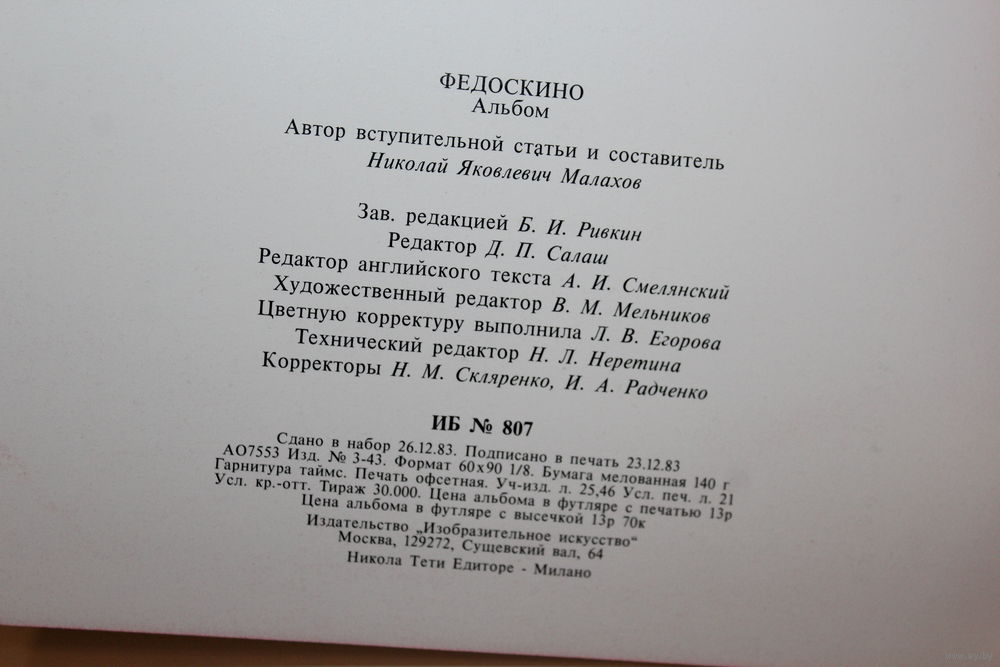 ФЕДОСКИНО
Альбом
Автор вступительной статьи и составитель
Николай Яковлевич Малахов
Зав. редакцией Б. И. Ривкин
Редактор Д. П. Салаш
Редактор английского текста А. И. Смелянский
Художественный редактор В. М. Мельников
Цветную корректуру выполнила Л. В. Егорова
Технический редактор Н. Л. Неретина
Корректоры Н. М. Скляренко, И. А. Радченко
ИБ № 807
Сдано в набор 26.12.83. Подписано в печать 23.12.83
АО7553 Изд. № 3-43. Формат 60х90 1/8. Бумага мелованная 140 г
Гарнитура таймс. Печать офсетная. Уч-изд. л. 25,46 Усл. печ. л. 21
Усл. кр.-отт. Тираж 30.000. Цена альбома в футляре с печатью 13р
Цена альбома в футляре с высечкой 13р 70к
Издательство „Изобразительное искусство“
Москва, 129272, Сущевский вал, 64
Никола Тети Едиторе - Милано